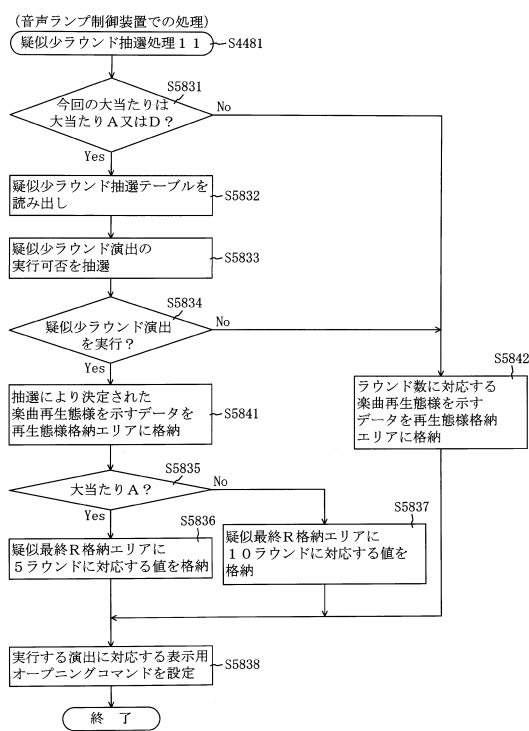 (音声ランプ制御装置での処理)
疑似少ラウンド抽選処理11
S4481
S5831
今回の大当たりは
大当たりA又はD?
No
Yes
疑似少ラウンド抽選テーブルを
読み出し
S5832
疑似少ラウンド演出の
実行可否を抽選
S5833
S5834
疑似少ラウンド演出
を実行?
No
Yes
S5842
ラウンド数に対応する
楽曲再生態様を示す
データを再生態様格納
エリアに格納
抽選により決定された
楽曲再生態様を示すデータを
再生態様格納エリアに格納
S5841
S5835
大当たりA?
No
Yes
S5836
疑似最終R格納エリアに
5ラウンドに対応する値を格納
S5837
疑似最終R格納エリアに
10ラウンドに対応する値を
格納
実行する演出に対応する表示用
オープニングコマンドを設定
S5838
終 了